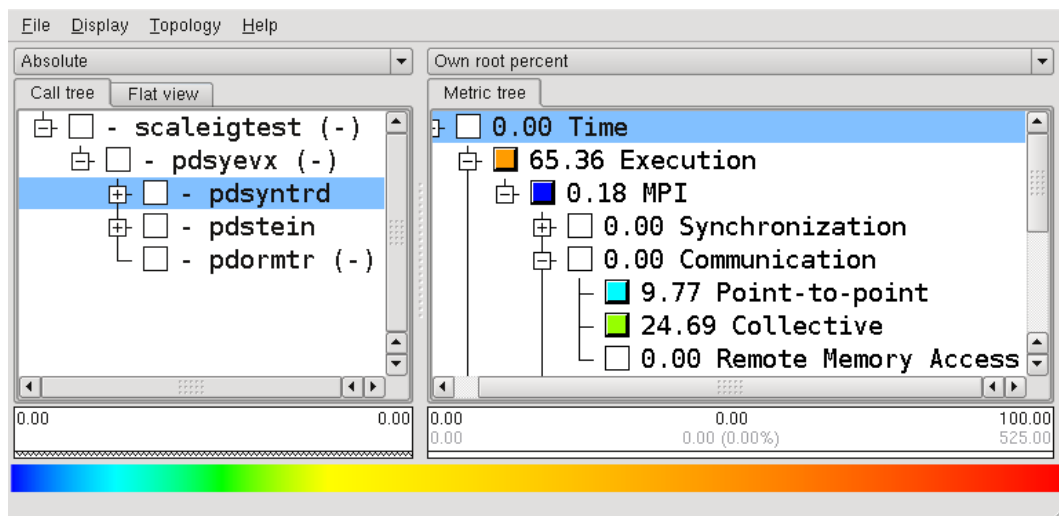 File Display Topology Help
Absolute
Own root percent
Call tree Flat view
Metric tree
- scaleigtest (-)
- pdsyevx (-)
- pdsyntrd
- pdstein
- pdormtr (-)
0.00 Time
65.36 Execution
0.18 MPI
0.00 Synchronization
0.00 Communication
9.77 Point-to-point
24.69 Collective
0.00 Remote Memory Access
0.00 0.00
0.00 0.00 100.00
0.00 0.00 (0.00%) 525.00